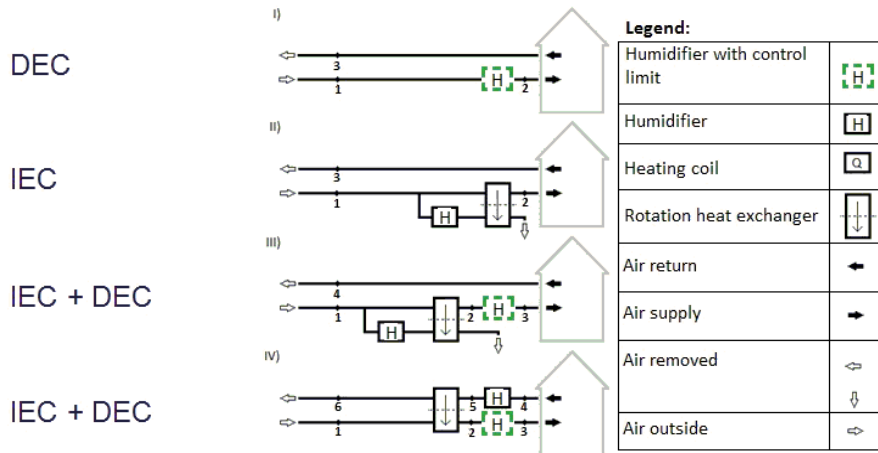 I)
DEC
3
1
H
2
II)
IEC
3
1
H
2
III)
IEC + DEC
4
1
H
2
H
3
IV)
IEC + DEC
6
5
H
4
1
2
H
3
Legend:
Humidifier with control
limit
H
Humidifier
H
Heating coil
Q
Rotation heat exchanger
Air return
Air supply
Air removed
Air outside